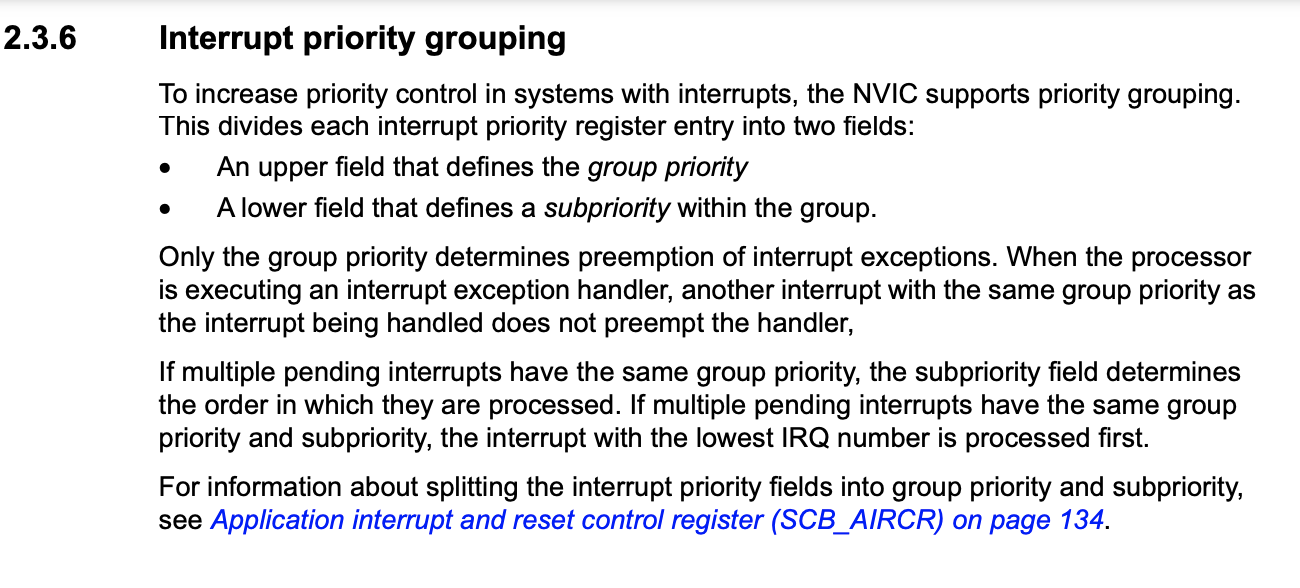 2.3.6 Interrupt priority grouping
To increase priority control in systems with interrupts, the NVIC supports priority grouping.
This divides each interrupt priority register entry into two fields:
• An upper field that defines the group priority
• A lower field that defines a subpriority within the group.
Only the group priority determines preemption of interrupt exceptions. When the processor
is executing an interrupt exception handler, another interrupt with the same group priority as
the interrupt being handled does not preempt the handler,
If multiple pending interrupts have the same group priority, the subpriority field determines
the order in which they are processed. If multiple pending interrupts have the same group
priority and subpriority, the interrupt with the lowest IRQ number is processed first.
For information about splitting the interrupt priority fields into group priority and subpriority,
see Application interrupt and reset control register (SCB_AIRCR) on page 134.